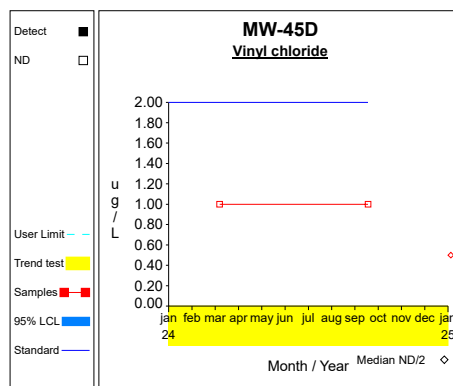 Detect
ND
User Limit
Trend test
Samples
95% LCL
Standard
MW-45D
Vinyl chloride
ug/L
2.00
1.80
1.60
1.40
1.20
1.00
0.80
0.60
0.40
0.20
0.00
jan feb mar apr may jun jul aug sep oct nov dec jan
24 25
Month / Year
Median ND/2